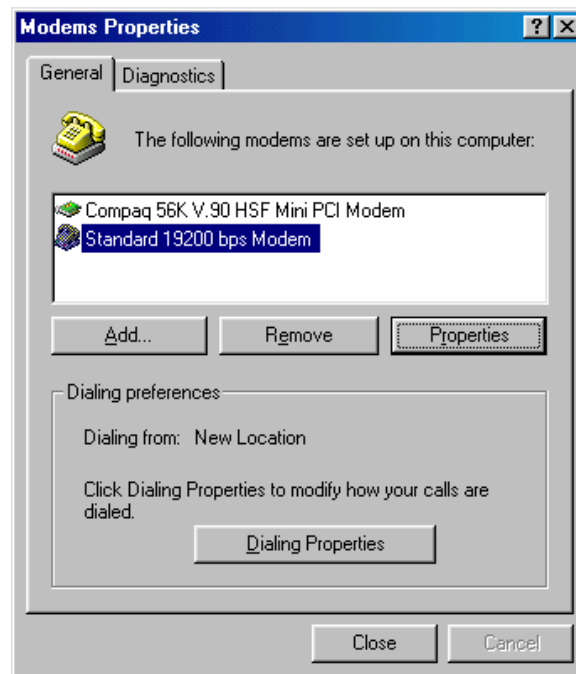 Modems Properties
General Diagnostics
The following modems are set up on this computer:
Compaq 56K V.90 HSF Mini PCI Modem
Standard 19200 bps Modem
Add... Remove Properties
Dialing preferences
Dialing from: New Location
Click Dialing Properties to modify how your calls are
dialed.
Dialing Properties
Close Cancel